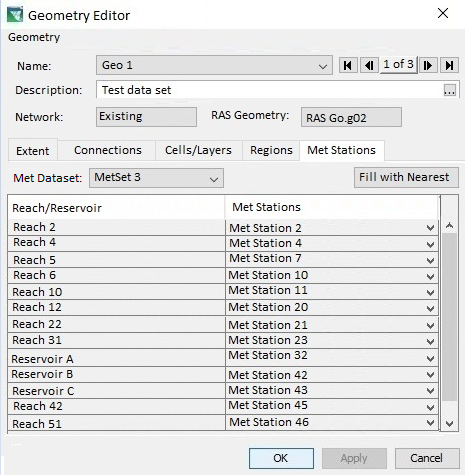 Geometry Editor
Geometry
Name: Geo 1 1 of 3
Description: Test data set ...
Network: Existing RAS Geometry: RAS Go.g02
Extent Connections Cells/Layers Regions Met Stations
Met Dataset: MetSet 3 Fill with Nearest
Reach/Reservoir Met Stations
Reach 2 Met Station 2
Reach 4 Met Station 4
Reach 5 Met Station 7
Reach 6 Met Station 10
Reach 10 Met Station 11
Reach 12 Met Station 20
Reach 22 Met Station 21
Reach 31 Met Station 23
Reservoir A Met Station 32
Reservoir B Met Station 42
Reservoir C Met Station 43
Reach 42 Met Station 45
Reach 51 Met Station 46
OK Apply Cancel